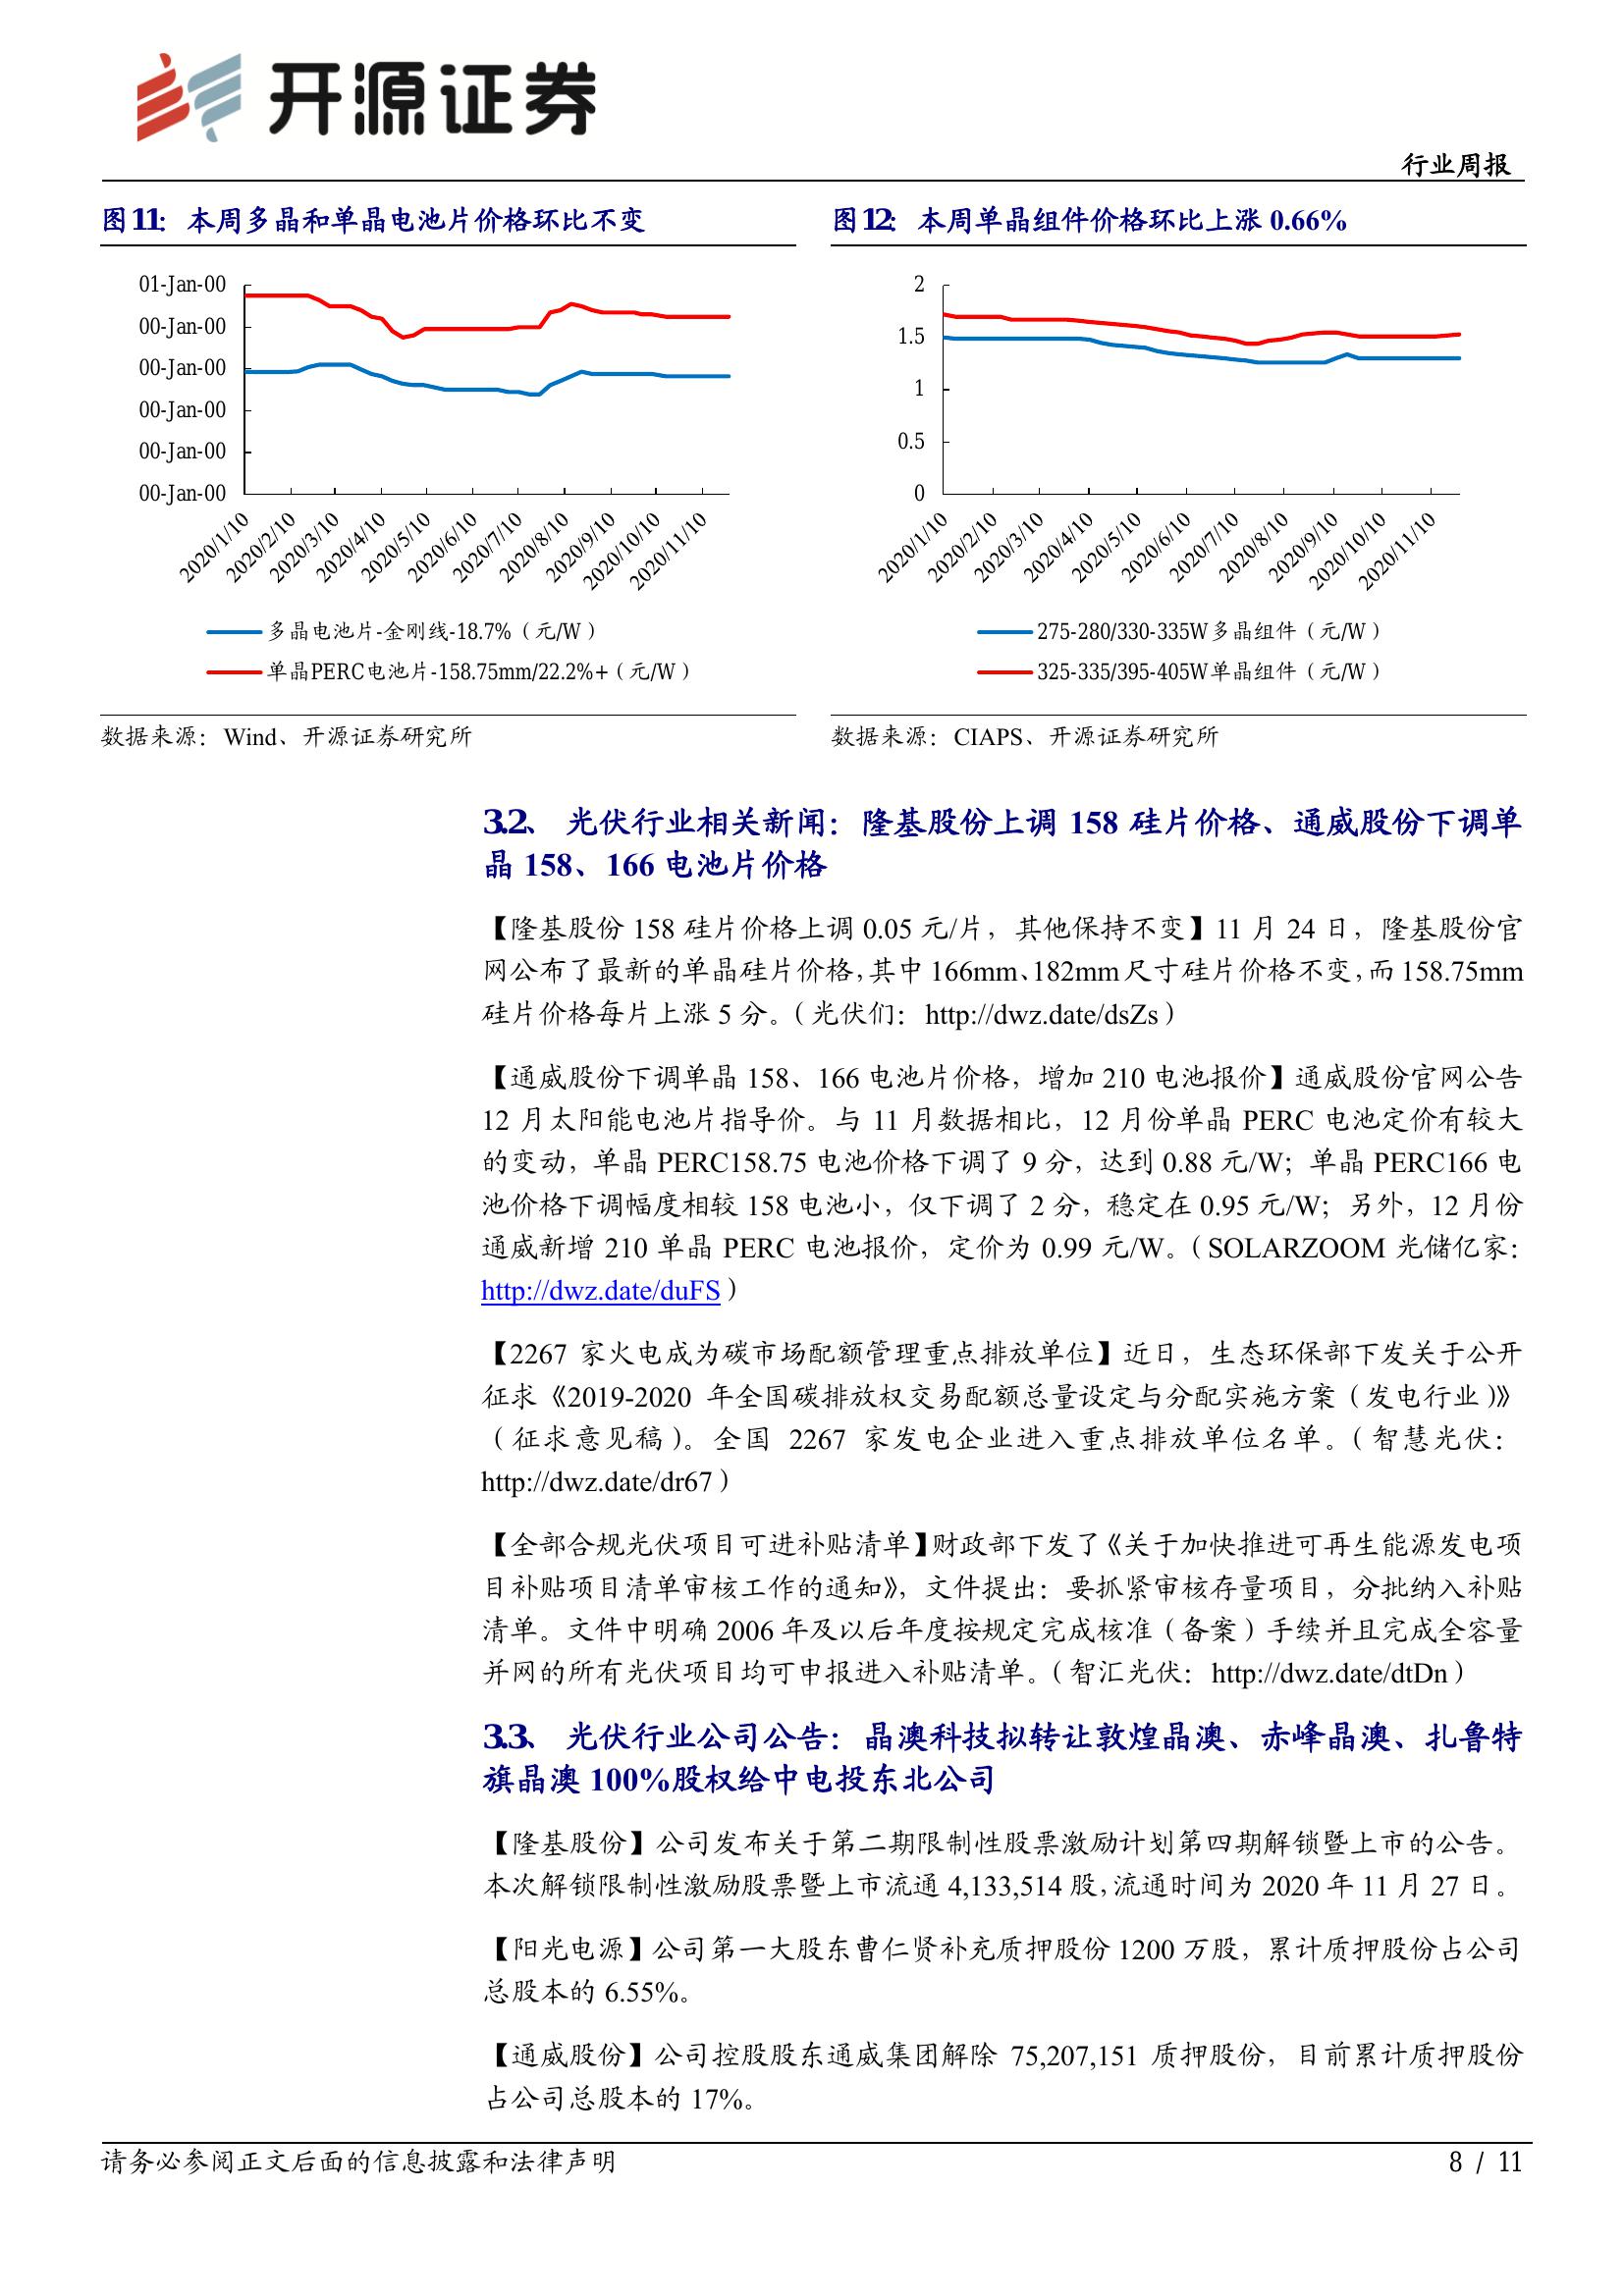 开源证券
行业周报
图11： 本周多晶和单晶电池片价格环比不变
01-Jan-00
00-Jan-00
00-Jan-00
00-Jan-00
00-Jan-00
00-Jan-00
2020/1/10
2020/2/10
2020/3/10
2020/4/10
2020/5/10
2020/6/10
2020/7/10
2020/8/10
2020/9/10
2020/10/10
2020/11/10
多晶电池片-金刚线-18.7%（元/W）
单晶PERC电池片-158.75mm/22.2%+（元/W）
数据来源：Wind、开源证券研究所
图12： 本周单晶组件价格环比上涨 0.66%
2
1.5
1
0.5
0
2020/1/10
2020/2/10
2020/3/10
2020/4/10
2020/5/10
2020/6/10
2020/7/10
2020/8/10
2020/9/10
2020/10/10
2020/11/10
275-280/330-335W多晶组件（元/W）
325-335/395-405W单晶组件（元/W）
数据来源：CIAPS、开源证券研究所
3.2、 光伏行业相关新闻：隆基股份上调 158 硅片价格、通威股份下调单
晶 158、166 电池片价格
【隆基股份 158 硅片价格上调 0.05 元/片，其他保持不变】11 月 24 日，隆基股份官
网公布了最新的单晶硅片价格，其中 166mm、182mm 尺寸硅片价格不变，而 158.75mm
硅片价格每片上涨 5 分。（光伏们：http://dwz.date/dsZs）
【通威股份下调单晶 158、166 电池片价格，增加 210 电池报价】通威股份官网公告
12 月太阳能电池片指导价。与 11 月数据相比，12 月份单晶 PERC 电池定价有较大
的变动，单晶 PERC158.75 电池价格下调了 9 分，达到 0.88 元/W；单晶 PERC166 电
池价格下调幅度相较 158 电池小，仅下调了 2 分，稳定在 0.95 元/W；另外，12 月份
通威新增 210 单晶 PERC 电池报价，定价为 0.99 元/W。（SOLARZOOM 光储亿家：
http://dwz.date/duFS）
【2267 家火电成为碳市场配额管理重点排放单位】近日，生态环保部下发关于公开
征求《2019-2020 年全国碳排放权交易配额总量设定与分配实施方案（发电行业）》
（征求意见稿）。全国 2267 家发电企业进入重点排放单位名单。（智慧光伏：
http://dwz.date/dr67）
【全部合规光伏项目可进补贴清单】财政部下发了《关于加快推进可再生能源发电项
目补贴项目清单审核工作的通知》，文件提出：要抓紧审核存量项目，分批纳入补贴
清单。文件中明确 2006 年及以后年度按规定完成核准（备案）手续并且完成全容量
并网的所有光伏项目均可申报进入补贴清单。（智汇光伏：http://dwz.date/dtDn）
3.3、 光伏行业公司公告：晶澳科技拟转让敦煌晶澳、赤峰晶澳、扎鲁特
旗晶澳 100%股权给中电投东北公司
【隆基股份】公司发布关于第二期限制性股票激励计划第四期解锁暨上市的公告。
本次解锁限制性激励股票暨上市流通 4,133,514 股，流通时间为 2020 年 11 月 27 日。
【阳光电源】公司第一大股东曹仁贤补充质押股份 1200 万股，累计质押股份占公司
总股本的 6.55%。
【通威股份】公司控股股东通威集团解除 75,207,151 质押股份，目前累计质押股份
占公司总股本的 17%。
请务必参阅正文后面的信息披露和法律声明
8 / 11